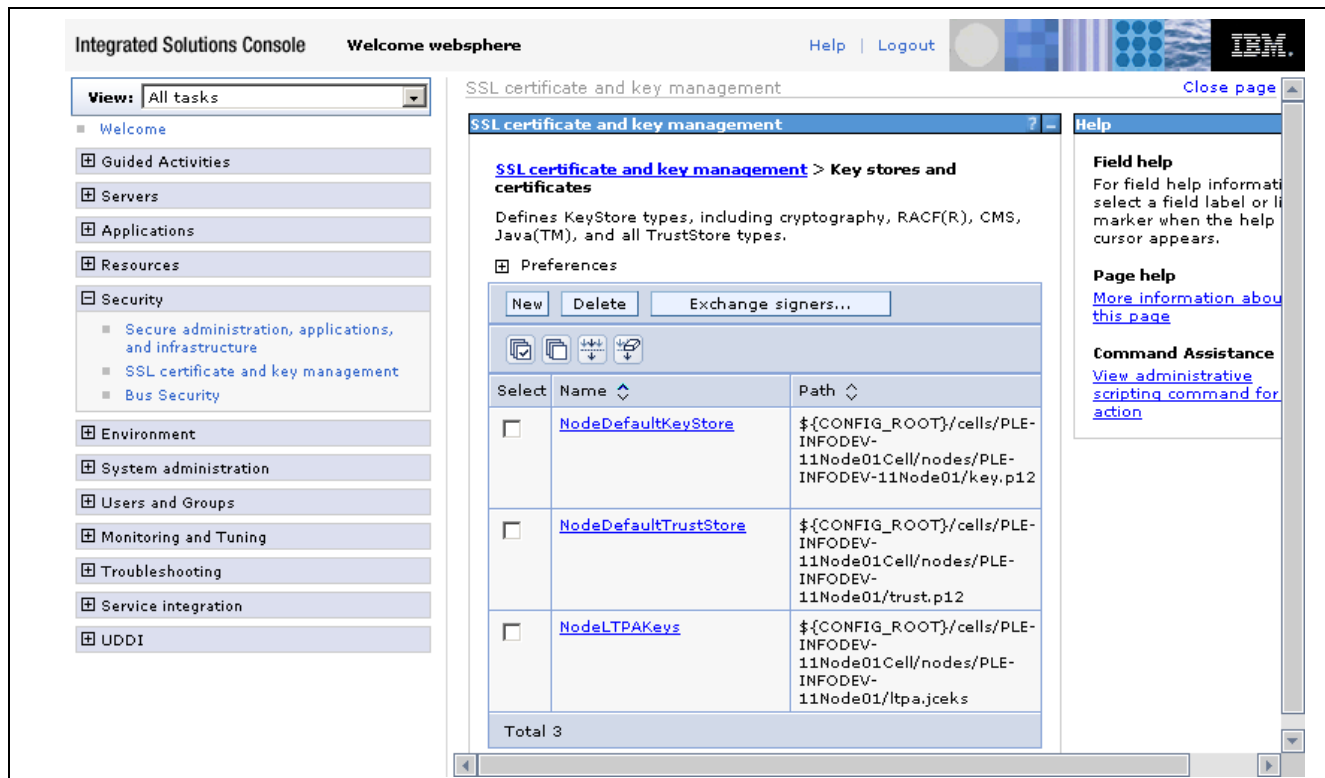 Integrated Solutions Console Welcome websphere Help | Logout IBM.
View: All tasks
Welcome
Guided Activities
Servers
Applications
Resources
Security
Secure administration, applications,
and infrastructure
SSL certificate and key management
Bus Security
Environment
System administration
Users and Groups
Monitoring and Tuning
Troubleshooting
Service integration
UDDI
SSL certificate and key management Close page
SSL certificate and key management ? -
SSL certificate and key management > Key stores and
certificates
Defines KeyStore types, including cryptography, RACF(R), CMS,
Java(TM), and all TrustStore types.
Preferences
New Delete Exchange signers...
Select Name Path
NodeDefaultKeyStore ${CONFIG_ROOT}/cells/PLE-
INFODEV-
11Node01Cell/nodes/PLE-
INFODEV-11Node01/key.p12
NodeDefaultTrustStore ${CONFIG_ROOT}/cells/PLE-
INFODEV-
11Node01Cell/nodes/PLE-
INFODEV-
11Node01/trust.p12
NodeLTPAKeys ${CONFIG_ROOT}/cells/PLE-
INFODEV-
11Node01Cell/nodes/PLE-
INFODEV-
11Node01/ltpa.jceks
Total 3
Help
Field help
For field help informati
select a field label or li
marker when the help
cursor appears.
Page help
More information abou
this page
Command Assistance
View administrative
scripting command for
action